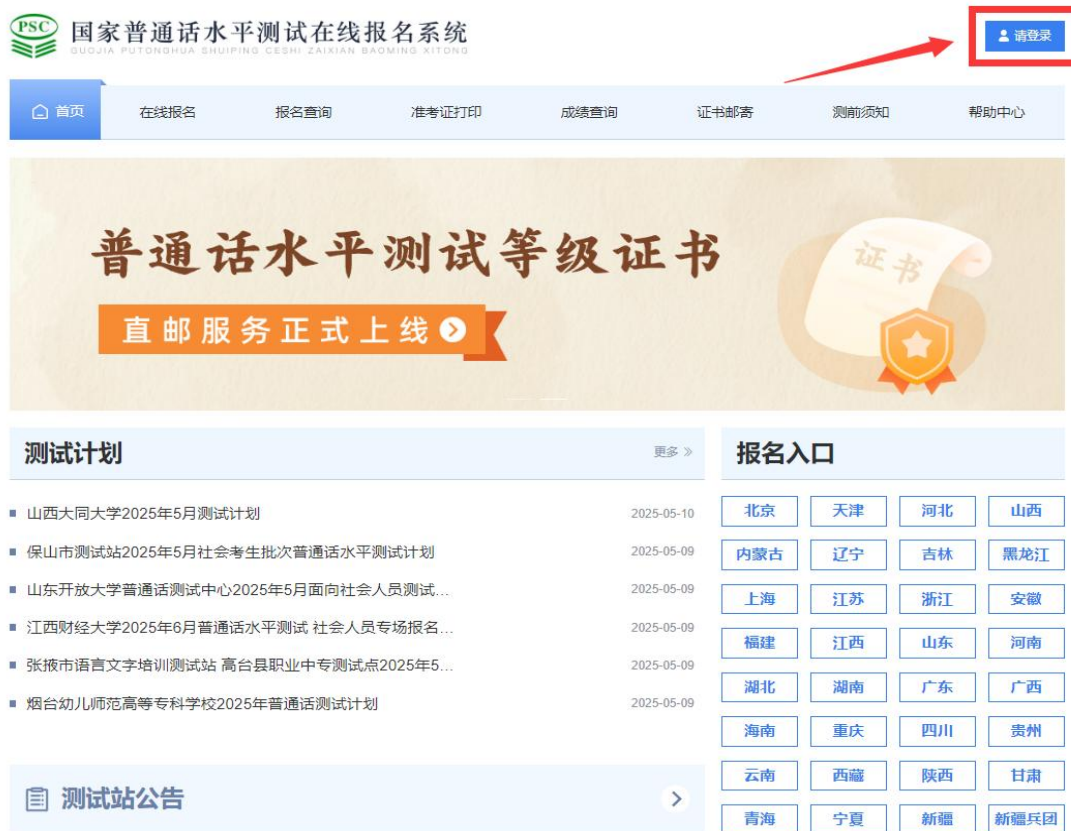 PSC
国家普通话水平测试在线报名系统
GUOJIA PUTONGHUA SHUIPING CESHI ZAIXIAN BAOMING XITONG
请登录
首页 在线报名 报名查询 准考证打印 成绩查询 证书邮寄 测前须知 帮助中心
普通话水平测试等级证书
直邮服务正式上线
证书
测试计划 更多
山西大同大学2025年5月测试计划 2025-05-10
保山市测试站2025年5月社会考生批次普通话水平测试计划 2025-05-09
山东开放大学普通话测试中心2025年5月面向社会人员测试... 2025-05-09
江西财经大学2025年6月普通话水平测试 社会人员专场报名... 2025-05-09
张掖市语言文字培训测试站 高台县职业中专测试点2025年5... 2025-05-09
烟台幼儿师范高等专科学校2025年普通话测试计划 2025-05-09
测试站公告
报名入口
北京 天津 河北 山西
内蒙古 辽宁 吉林 黑龙江
上海 江苏 浙江 安徽
福建 江西 山东 河南
湖北 湖南 广东 广西
海南 重庆 四川 贵州
云南 西藏 陕西 甘肃
青海 宁夏 新疆 新疆兵团